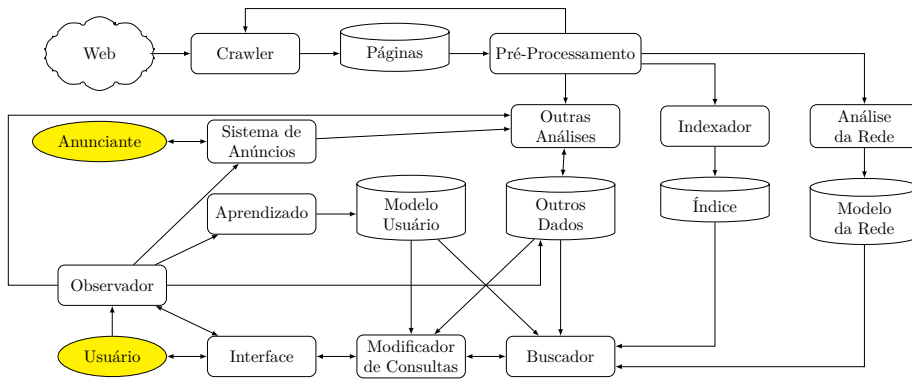 Web
Crawler
Páginas
Pré-Processamento
Anunciante
Sistema de
Anúncios
Outras
Análises
Indexador
Análise
da Rede
Aprendizado
Modelo
Usuário
Outros
Dados
Índice
Modelo
da Rede
Observador
Usuário
Interface
Modificador
de Consultas
Buscador